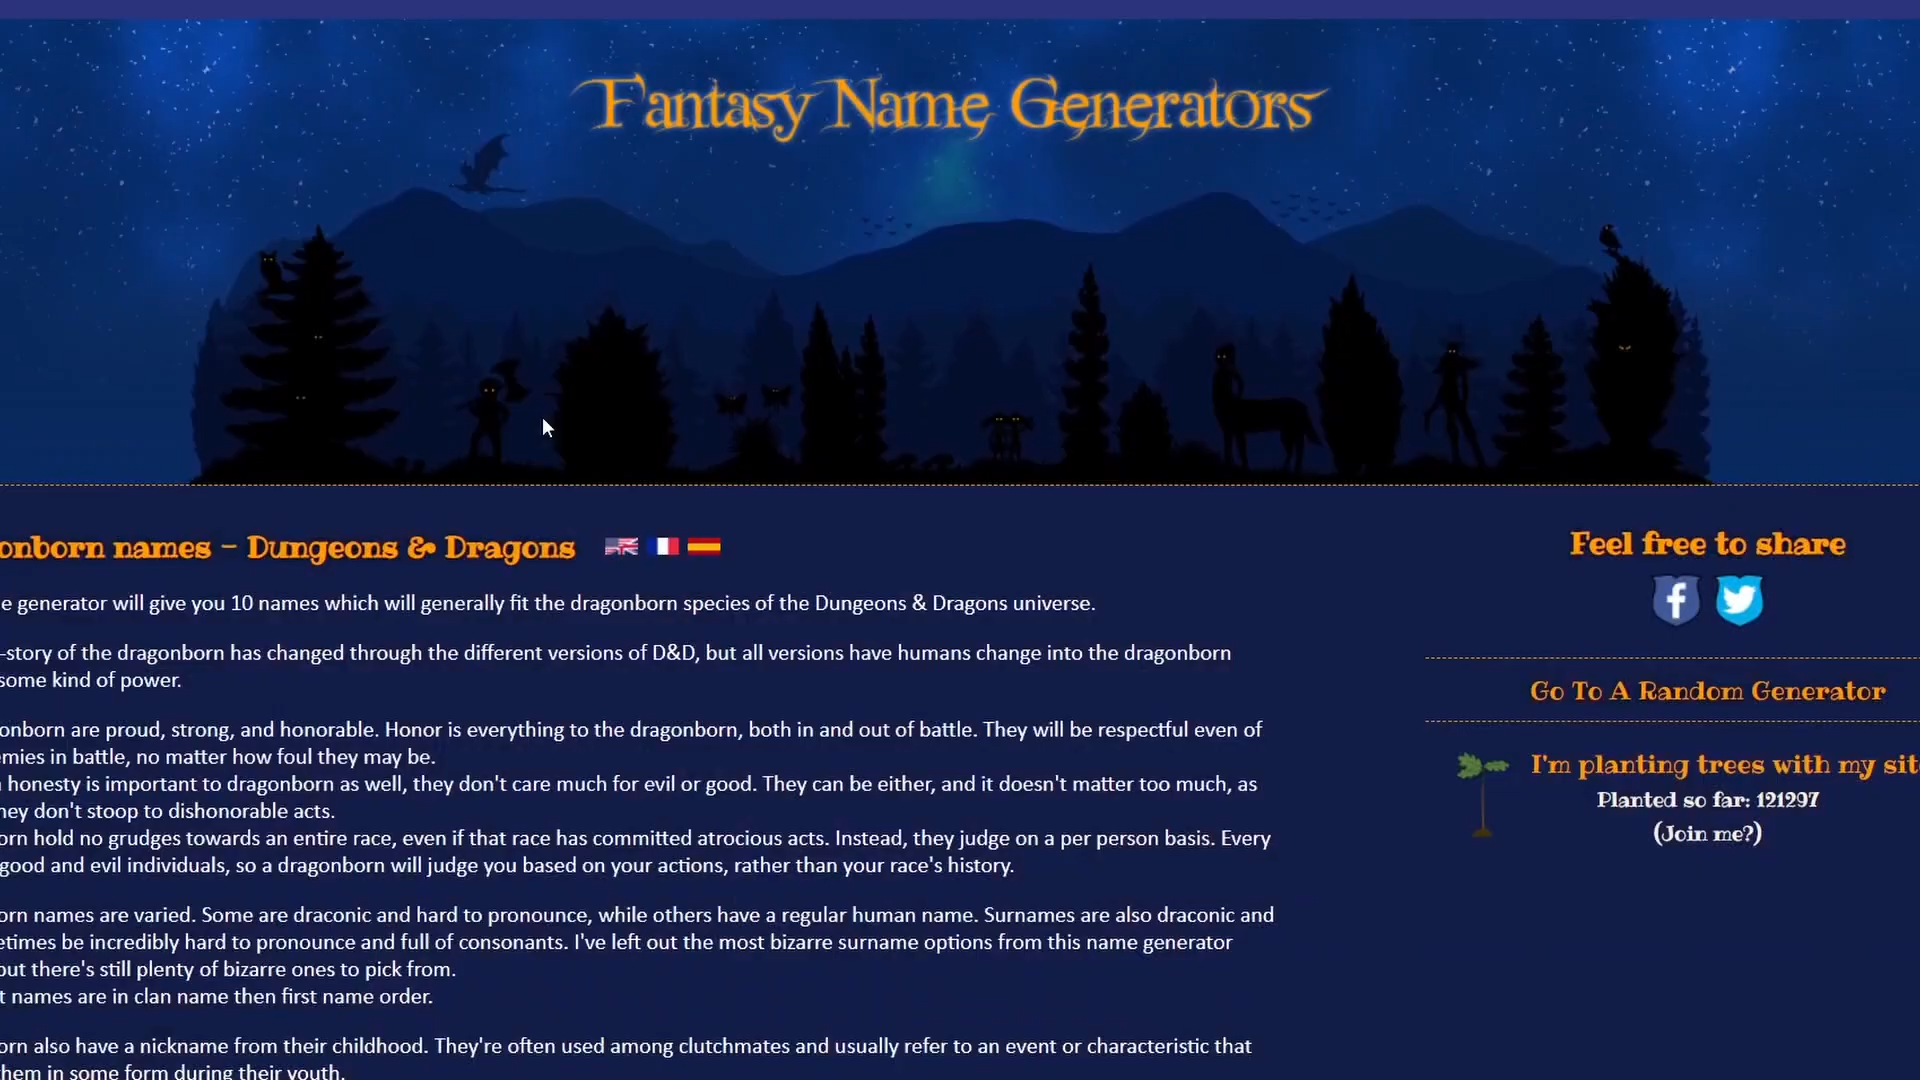 Fantasy Name Generators
onborn names - Dungeons & Dragons
e generator will give you 10 names which will generally fit the dragonborn species of the Dungeons & Dragons universe.
-story of the dragonborn has changed through the different versions of D&D, but all versions have humans change into the dragonborn
some kind of power.
onborn are proud, strong, and honorable. Honor is everything to the dragonborn, both in and out of battle. They will be respectful even of
emies in battle, no matter how foul they may be.
honesty is important to dragonborn as well, they don't care much for evil or good. They can be either, and it doesn't matter too much, as
hey don't stoop to dishonorable acts.
orn hold no grudges towards an entire race, even if that race has committed atrocious acts. Instead, they judge on a per person basis. Every
good and evil individuals, so a dragonborn will judge you based on your actions, rather than your race's history.
orn names are varied. Some are draconic and hard to pronounce, while others have a regular human name. Surnames are also draconic and
etimes be incredibly hard to pronounce and full of consonants. I've left out the most bizarre surname options from this name generator
but there's still plenty of bizarre ones to pick from.
t names are in clan name then first name order.
orn also have a nickname from their childhood. They're often used among clutchmates and usually refer to an event or characteristic that
hem in some form during their youth.
Feel free to share
Go To A Random Generator
I'm planting trees with my sit
Planted so far: 121297
(Join me?)